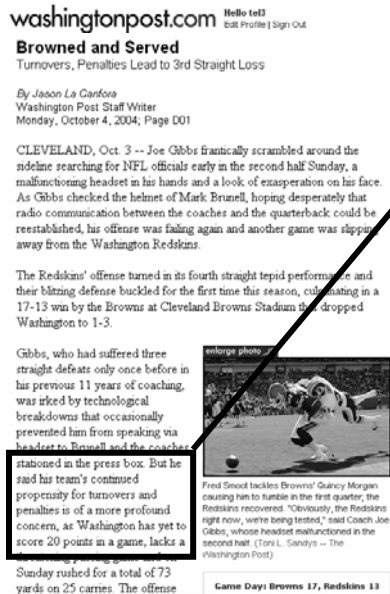 washingtonpost.com
Hello tel3
Edit Profile | Sign Out
Browned and Served
Turnovers, Penalties Lead to 3rd Straight Loss
By Jason La Canfora
Washington Post Staff Writer
Monday, October 4, 2004; Page D01
CLEVELAND, Oct. 3 -- Joe Gibbs frantically scrambled around the
sideline searching for NFL officials early in the second half Sunday, a
malfunctioning headset in his hands and a look of exasperation on his face.
As Gibbs checked the helmet of Mark Brunell, hoping desperately that
radio communication between the coaches and the quarterback could be
reestablished, his offense was failing again and another game was slipping
away from the Washington Redskins.
The Redskins' offense turned in its fourth straight tepid performance and
their blitzing defense buckled for the first time this season, culminating in a
17-13 win by the Browns at Cleveland Browns Stadium that dropped
Washington to 1-3.
Gibbs, who had suffered three
straight defeats only once before in
his previous 11 years of coaching,
was irked by technological
breakdowns that occasionally
prevented him from speaking via
headset to Brunell and the coaches
stationed in the press box. But he
said his team's continued
propensity for turnovers and
penalties is of a more profound
concern, as Washington has yet to
score 20 points in a game, lacks a
Sunday rushed for a total of 73
yards on 25 carries. The offense
enlarge photo
Fred Smoot tackles Browns' Quincy Morgan
causing him to tumble in the first quarter; the
Redskins recovered. "Obviously, the Redskins
right now, we're being tested," said Coach Joe
Gibbs, whose headset malfunctioned in the
second half. (Toni L. Sandys -- The
Washington Post)
Game Day: Browns 17, Redskins 13